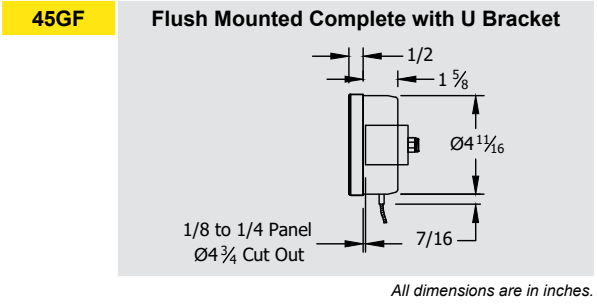 45GF
Flush Mounted Complete with U Bracket
1/2
1 ⅝
Ø4 ¹¹⁄₁₆
1/8 to 1/4 Panel
Ø4 ¾ Cut Out
7/16
All dimensions are in inches.